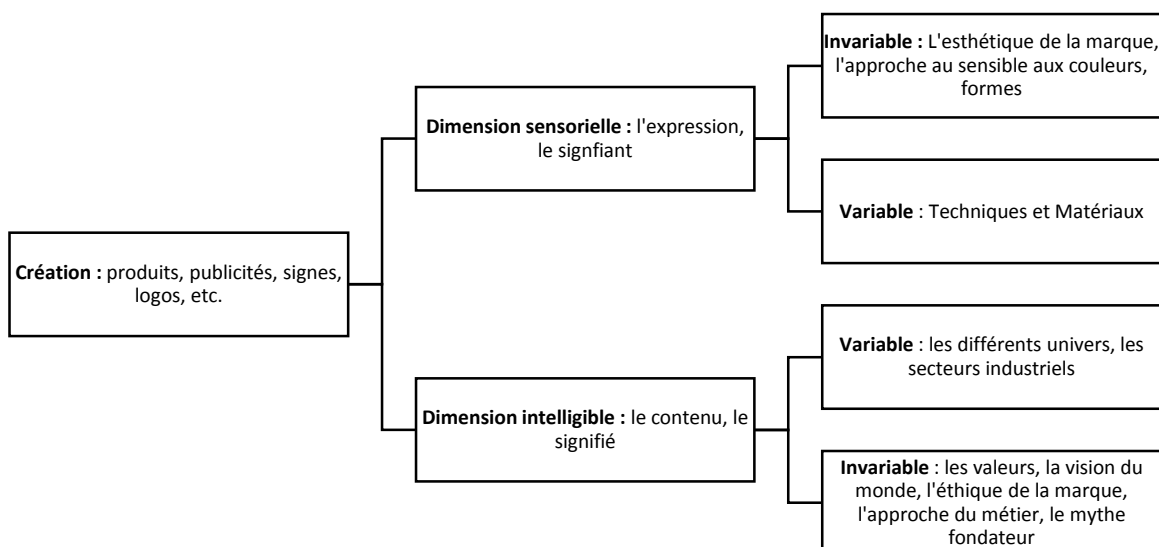 Création : produits, publicités, signes,
logos, etc.
Dimension sensorielle : l'expression,
le signfiant
Invariable : L'esthétique de la marque,
l'approche au sensible aux couleurs,
formes
Variable : Techniques et Matériaux
Dimension intelligible : le contenu, le
signifié
Variable : les différents univers, les
secteurs industriels
Invariable : les valeurs, la vision du
monde, l'éthique de la marque,
l'approche du métier, le mythe
fondateur